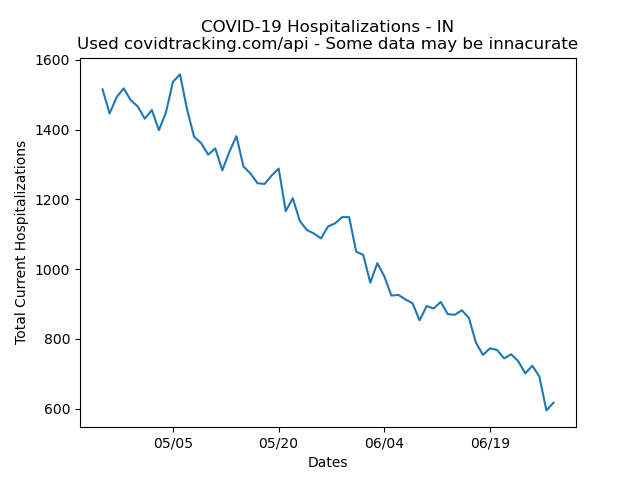 COVID-19 Hospitalizations - IN
Used covidtracking.com/api - Some data may be innacurate
1600
1400
1200
1000
800
600
Total Current Hospitalizations
05/05 05/20 06/04 06/19
Dates